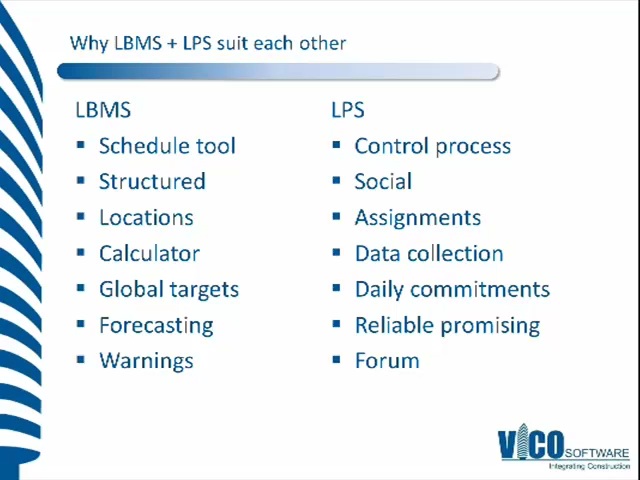 Why LBMS + LPS suit each other
LBMS
Schedule tool
Structured
Locations
Calculator
Global targets
Forecasting
Warnings
LPS
Control process
Social
Assignments
Data collection
Daily commitments
Reliable promising
Forum
VICO SOFTWARE
Integrating Construction